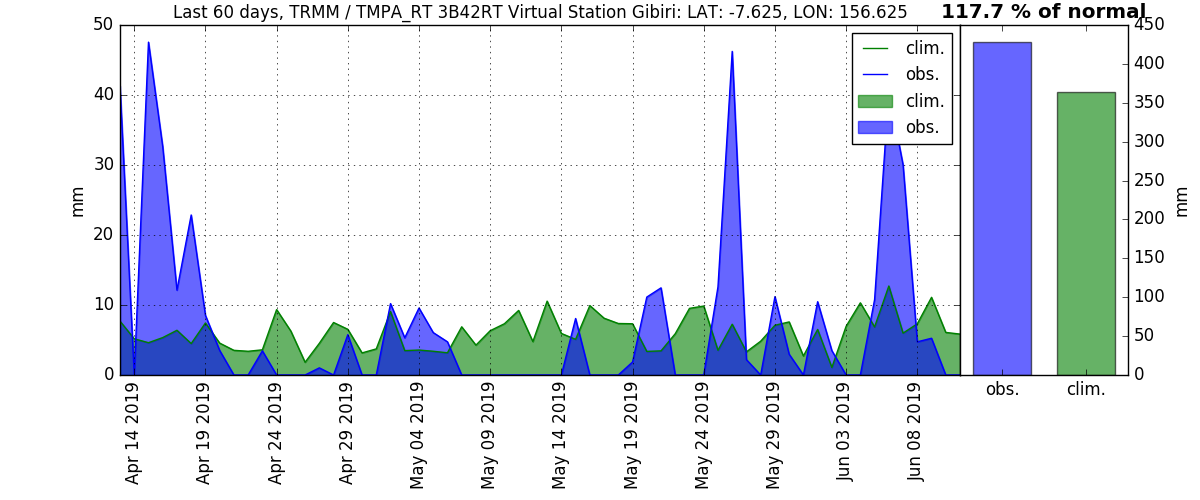 Last 60 days, TRMM / TMPA_RT 3B42RT Virtual Station Gibiri: LAT: -7.625, LON: 156.625
117.7 % of normal
50
40
30
20
10
0
mm
clim.
obs.
clim.
obs.
450
400
350
300
250
200
150
100
50
0
mm
obs.
clim.
Apr 14 2019
Apr 19 2019
Apr 24 2019
Apr 29 2019
May 04 2019
May 09 2019
May 14 2019
May 19 2019
May 24 2019
May 29 2019
Jun 03 2019
Jun 08 2019